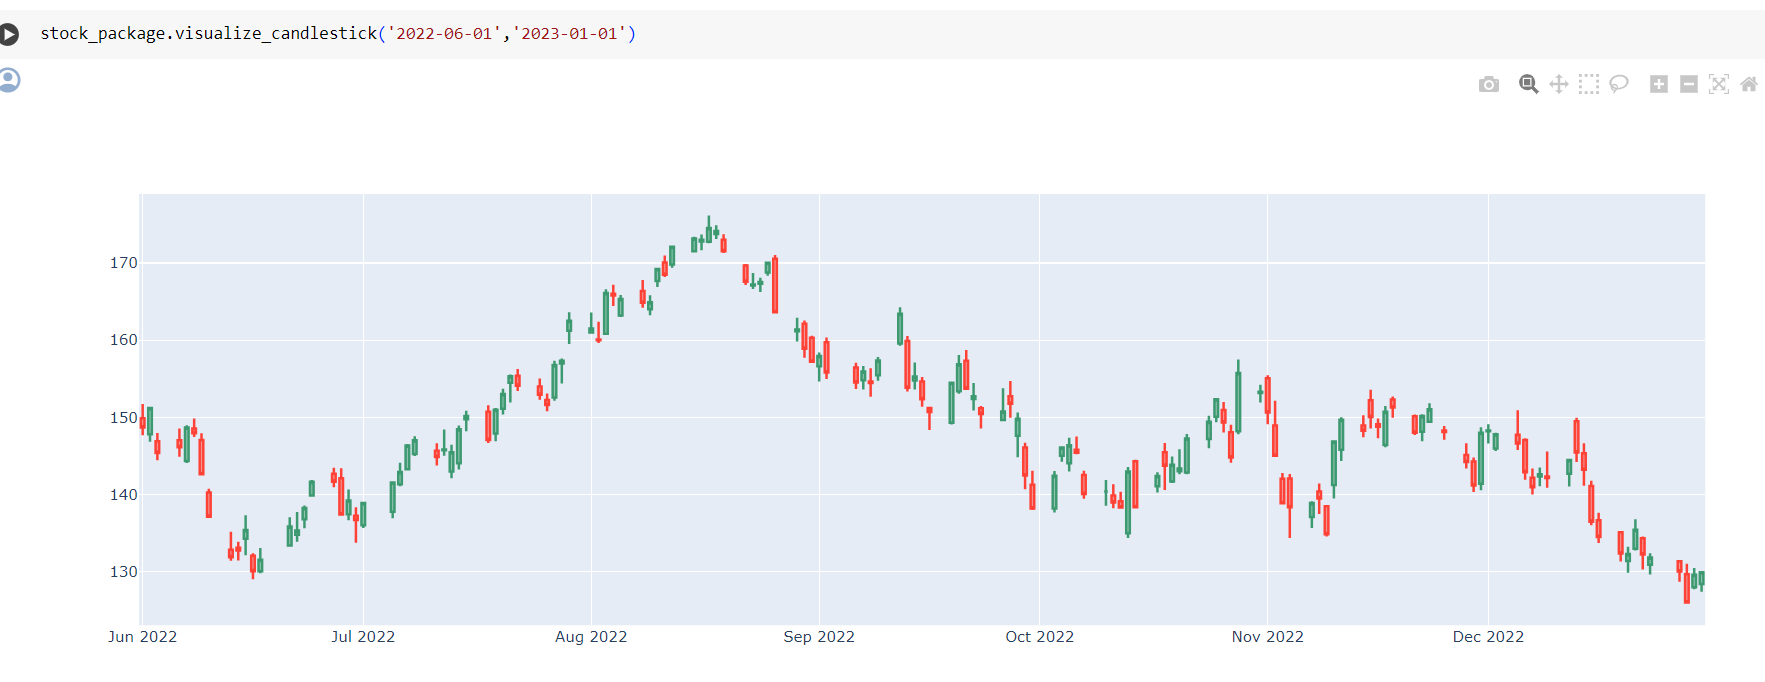 stock_package.visualize_candlestick('2022-06-01','2023-01-01')
170
160
150
140
130
Jun 2022 Jul 2022 Aug 2022 Sep 2022 Oct 2022 Nov 2022 Dec 2022